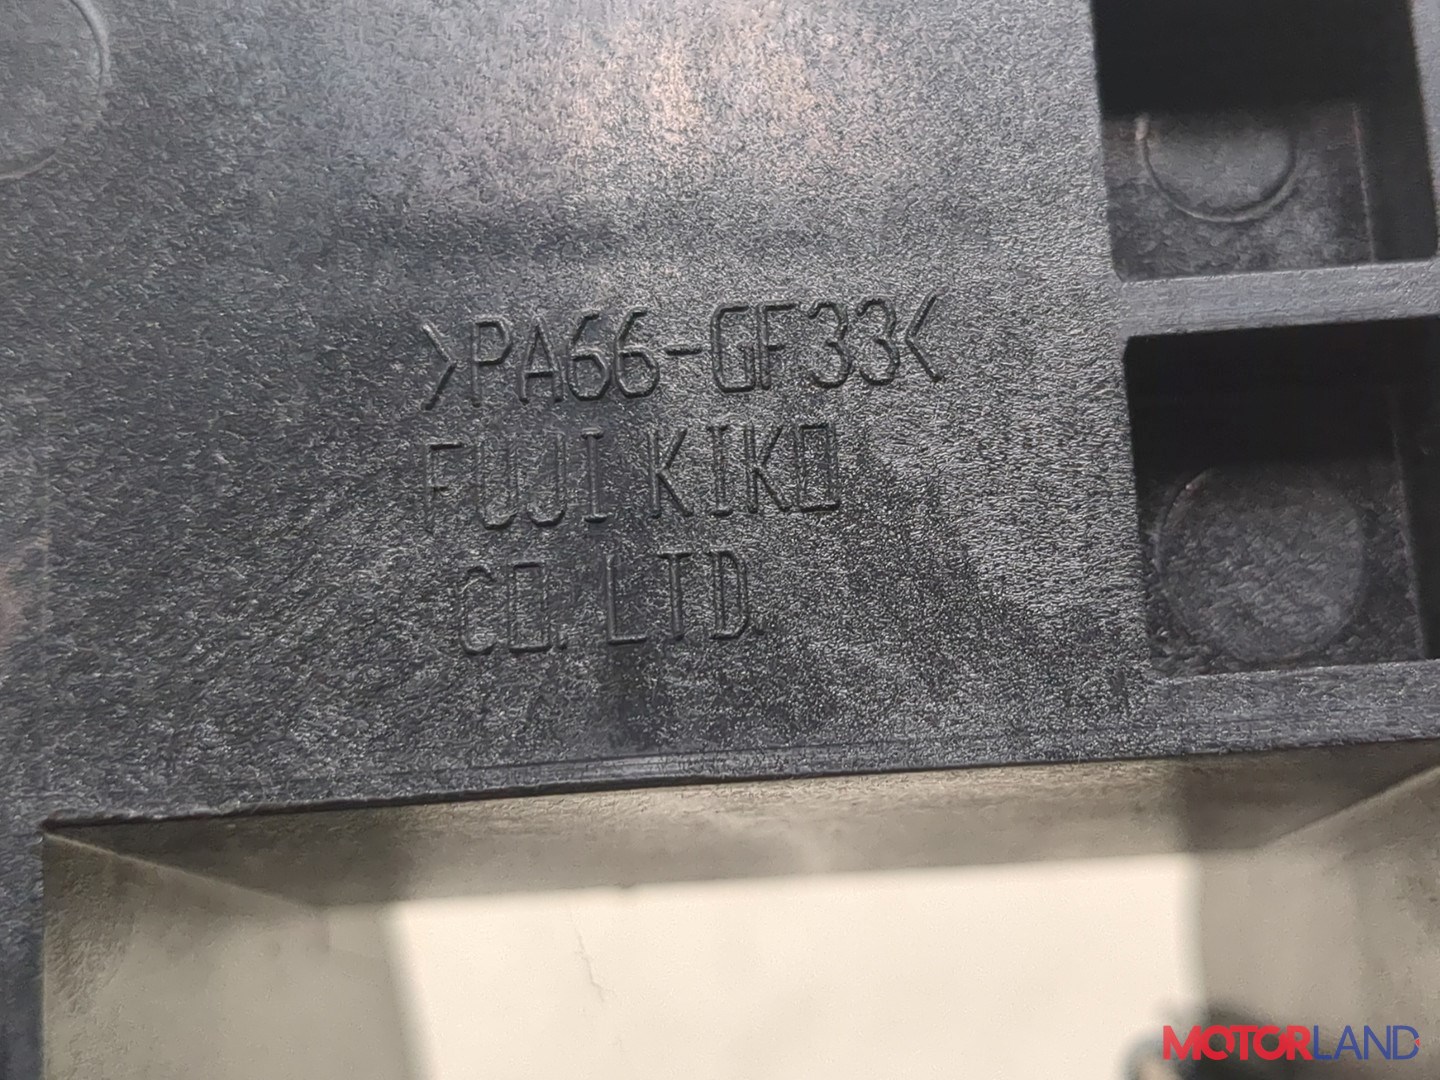 >PA66-GF33<
FUJI KIKO
CO. LTD.
MOTORLAND